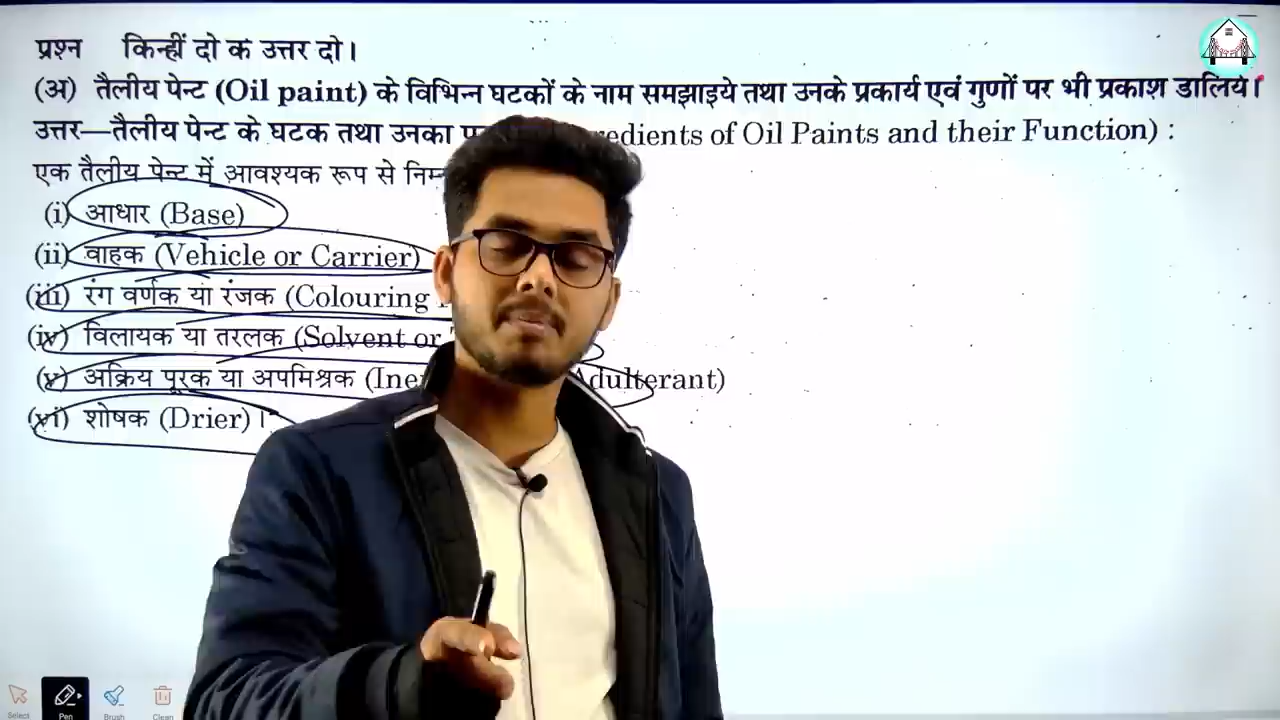 प्रश्न किन्हीं दो क उत्तर दो।
(अ) तैलीय पेन्ट (Oil paint) के विभिन्न घटकों के नाम समझाइये तथा उनके प्रकार्य एवं गुणों पर भी प्रकाश डालिये।
उत्तर—तैलीय पेन्ट के घटक तथा उनका of Oil Paints and their Function) :
एक तैलीय पेन्ट में आवश्यक रूप से
(i) आधार (Base)
(ii) वाहक (Vehicle or Carrier)
(iii) रंग वर्णक या रंजक (Colouring
(iv) विलायक या तरलक (Solvent or
(v) अक्रिय पूरक या अपमिश्रक Adulterant)
(vi) शोषक (Drier)।
Select Pen Brush Clean